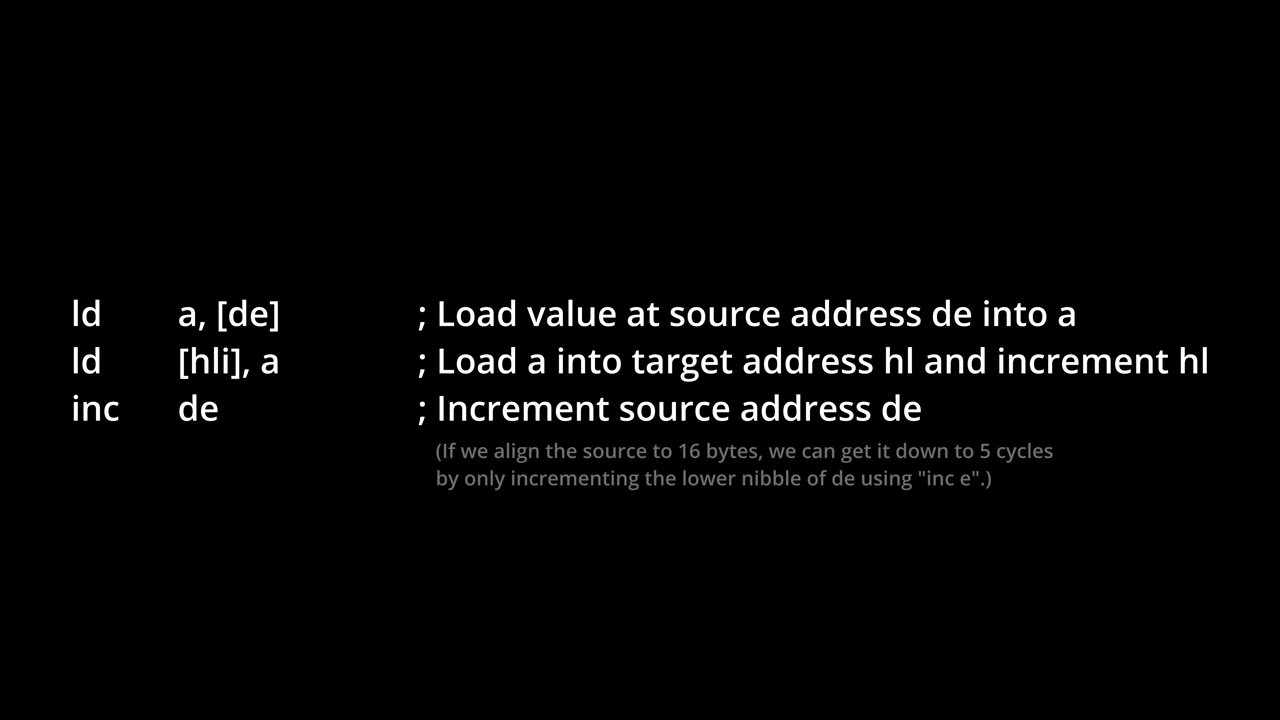 ld a, [de] ; Load value at source address de into a
ld [hli], a ; Load a into target address hl and increment hl
inc de ; Increment source address de
(If we align the source to 16 bytes, we can get it down to 5 cycles
by only incrementing the lower nibble of de using "inc e".)